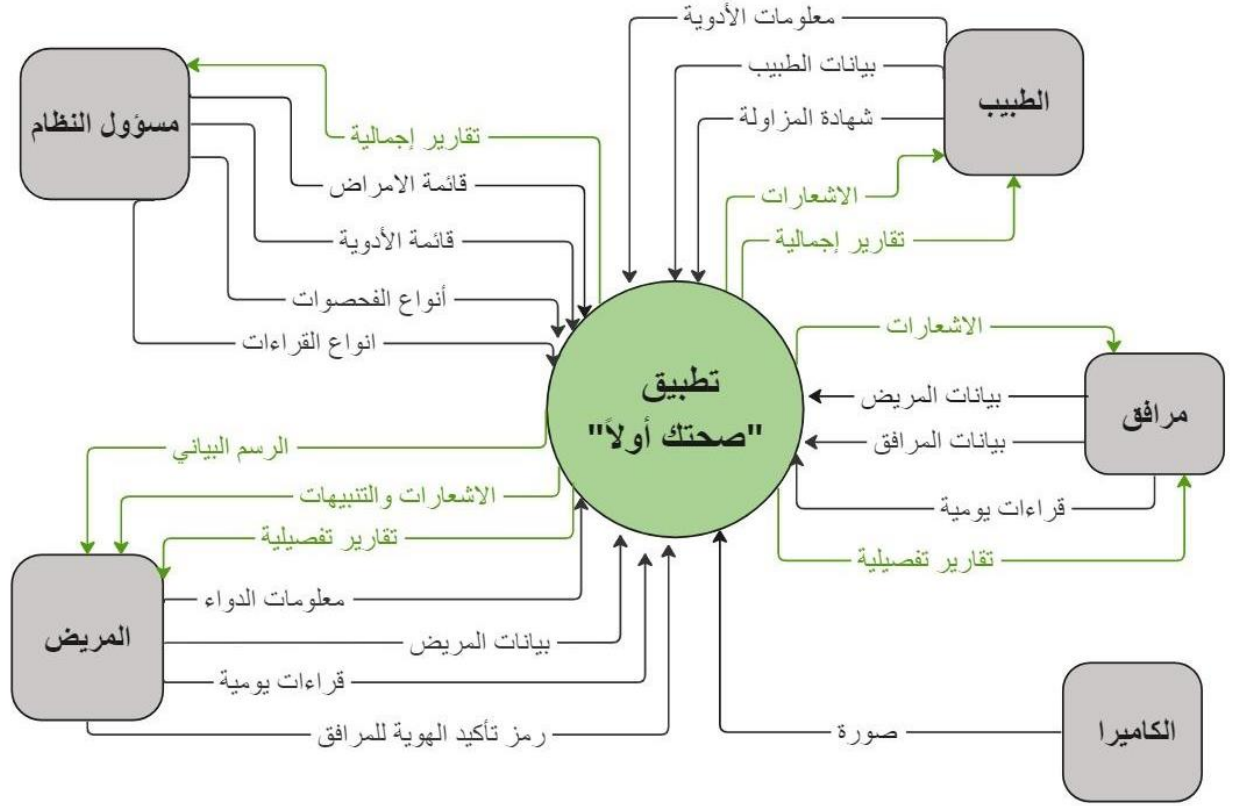 معلومات الأدوية
بيانات الطبيب
شهادة المزاولة
الطبيب
الاشعارات
تقارير إجمالية
مسؤول النظام
تقارير إجمالية
قائمة الامراض
قائمة الأدوية
أنواع الفحصوات
انواع القراءات
تطبيق
"صحتك أولاً"
الاشعارات
بيانات المريض
بيانات المرافق
قراءات يومية
تقارير تفصيلية
مرافق
الرسم البياني
الاشعارات والتنبيهات
تقارير تفصيلية
معلومات الدواء
بيانات المريض
قراءات يومية
رمز تأكيد الهوية للمرافق
المريض
صورة
الكاميرا